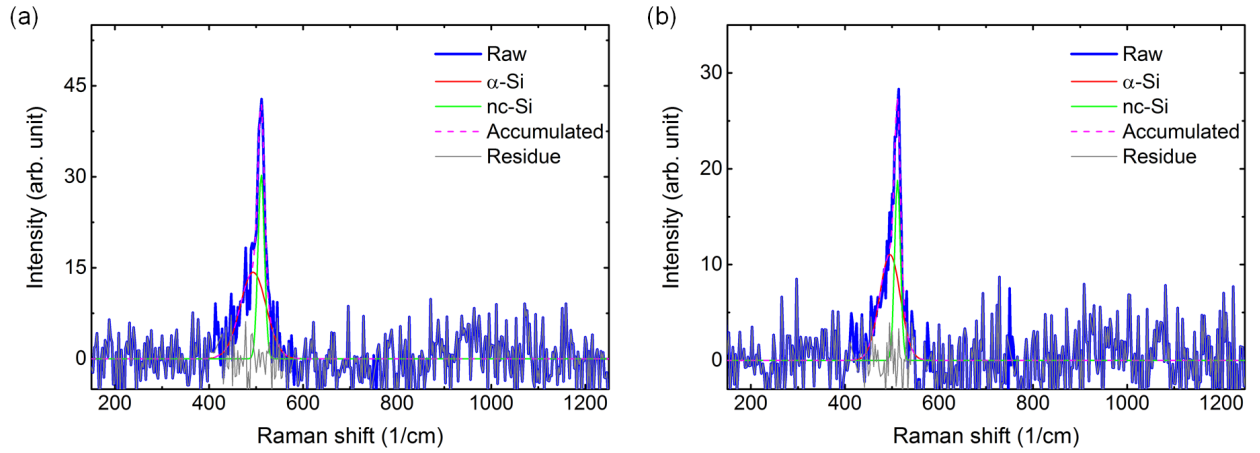 (a)
Raw
α-Si
nc-Si
Accumulated
Residue
45
30
15
0
Intensity (arb. unit)
200 400 600 800 1000 1200
Raman shift (1/cm)
(b)
Raw
α-Si
nc-Si
Accumulated
Residue
30
20
10
0
Intensity (arb. unit)
200 400 600 800 1000 1200
Raman shift (1/cm)